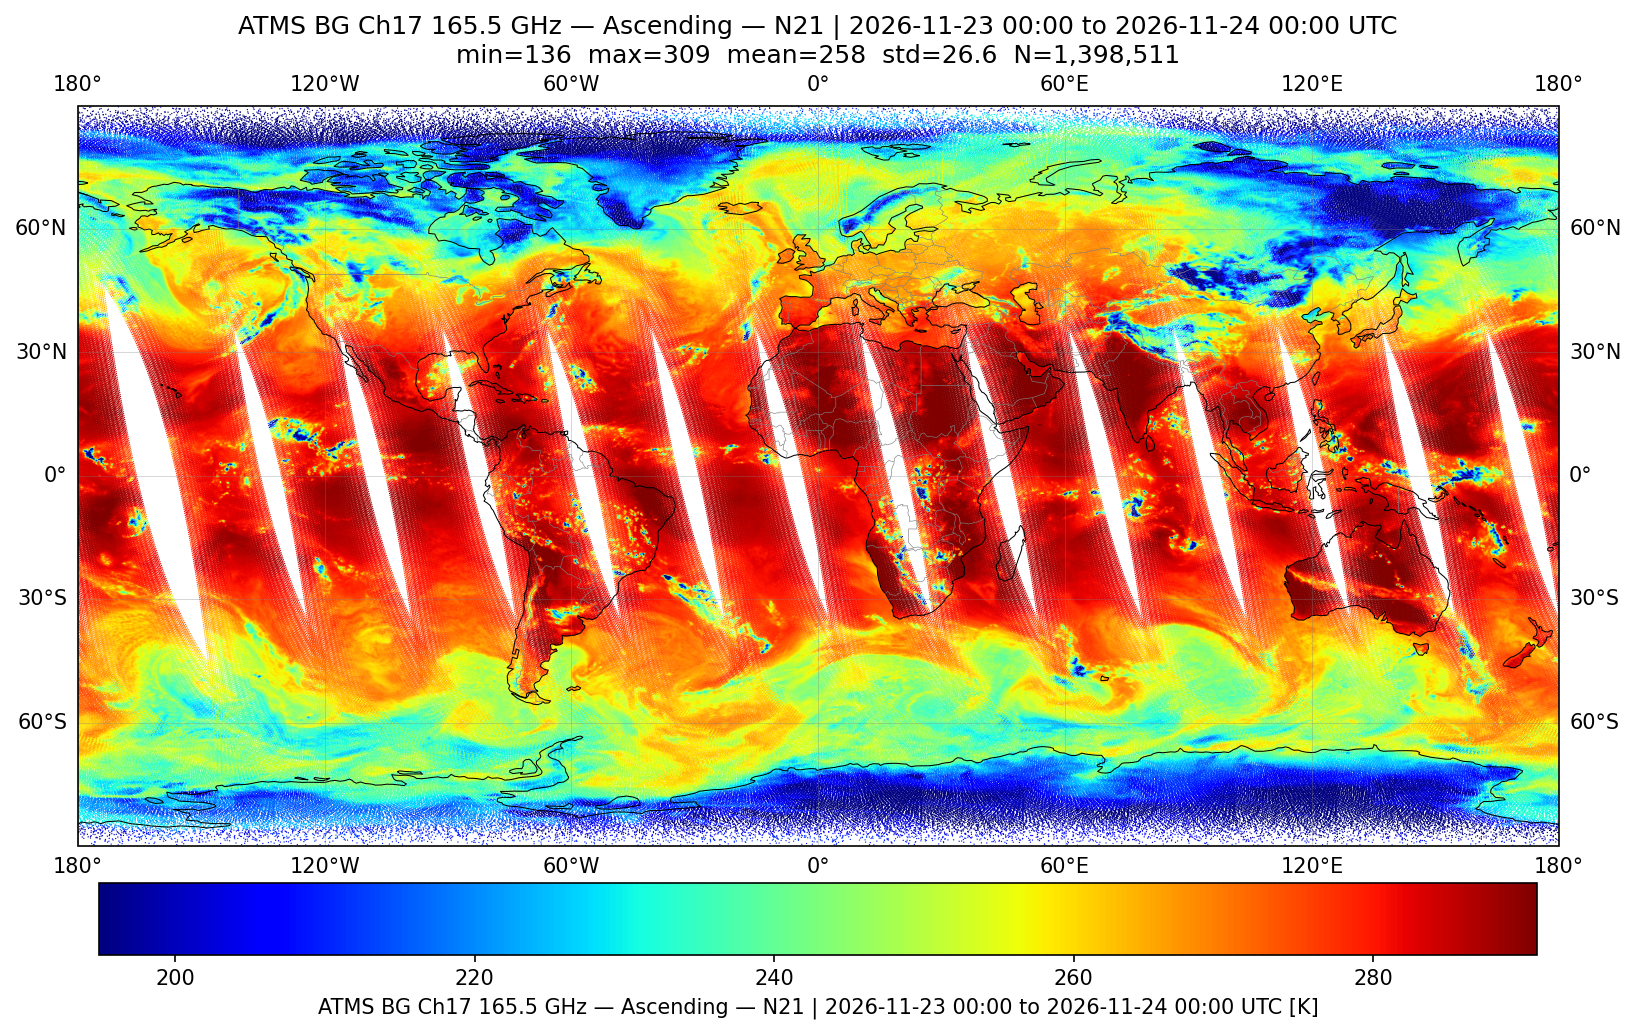 ATMS BG Ch17 165.5 GHz — Ascending — N21 | 2026-11-23 00:00 to 2026-11-24 00:00 UTC
min=136 max=309 mean=258 std=26.6 N=1,398,511
180° 120°W 60°W 0° 60°E 120°E 180°
60°N 60°N
30°N 30°N
0° 0°
30°S 30°S
60°S 60°S
180° 120°W 60°W 0° 60°E 120°E 180°
200 220 240 260 280
ATMS BG Ch17 165.5 GHz — Ascending — N21 | 2026-11-23 00:00 to 2026-11-24 00:00 UTC [K]